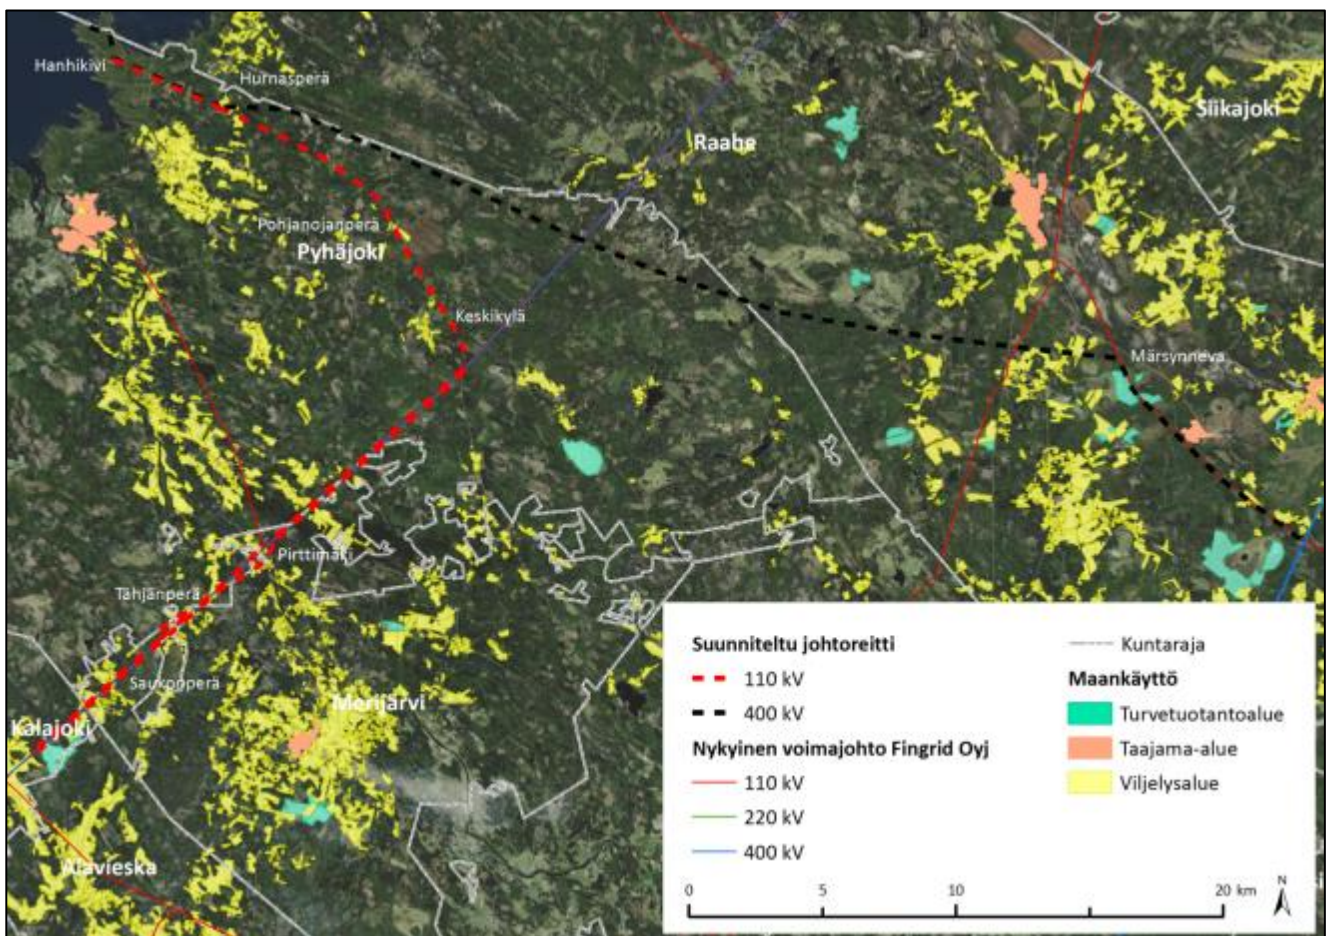 Hanhikivi
Hurnasperä
Siikajoki
Raahe
Pohjanojanperä
Pyhäjoki
Keskikylä
Märsynneva
Pirttimäki
Tähjänperä
Saukonperä
Merijärvi
Kalajoki
Alavieska
Suunniteltu johtoreitti
110 kV
400 kV
Nykyinen voimajohto Fingrid Oyj
110 kV
220 kV
400 kV
Kuntaraja
Maankäyttö
Turvetuotantoalue
Taajama-alue
Viljelysalue
0 5 10 20 km
N